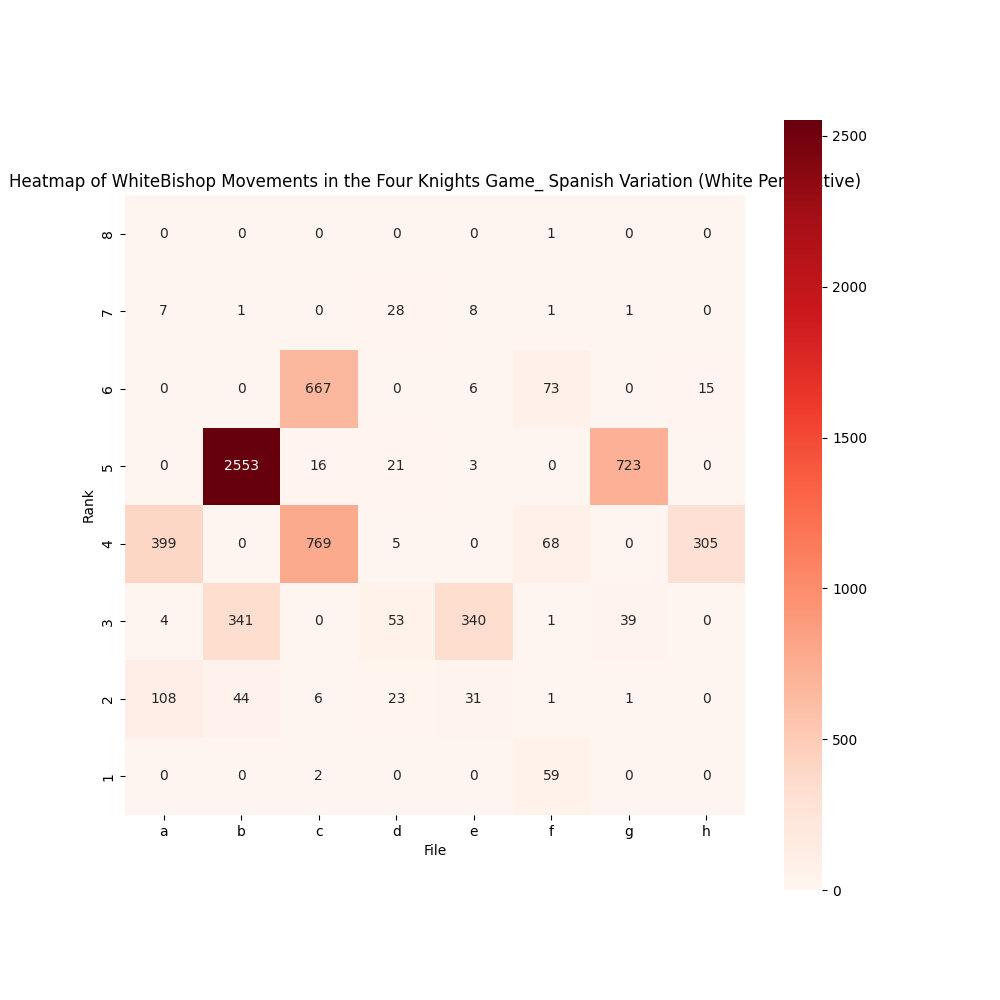 Heatmap of WhiteBishop Movements in the Four Knights Game_ Spanish Variation (White Per tive)
8 0 0 0 0 0 1 0 0
7 7 1 0 28 8 1 1 0
6 0 0 667 0 6 73 0 15
5 0 2553 16 21 3 0 723 0
4 399 0 769 5 0 68 0 305
3 4 341 0 53 340 1 39 0
2 108 44 6 23 31 1 1 0
1 0 0 2 0 0 59 0 0
a b c d e f g h
File
Rank
2500
2000
1500
1000
500
0